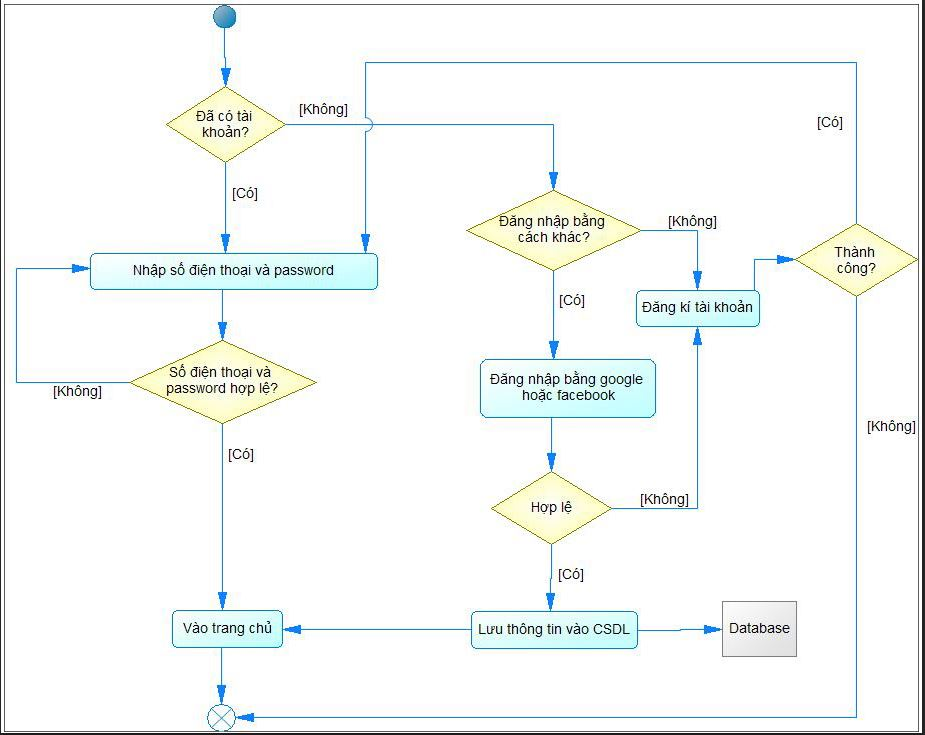 Đã có tài
khoản?
[Không]
[Có]
[Có]
Đăng nhập bằng
cách khác?
[Không]
Thành
công?
Nhập số điện thoại và password
[Có]
Đăng kí tài khoản
Số điện thoại và
password hợp lệ?
[Không]
Đăng nhập bằng google
hoặc facebook
[Không]
[Có]
Hợp lệ
[Không]
[Có]
Vào trang chủ
Lưu thông tin vào CSDL
Database